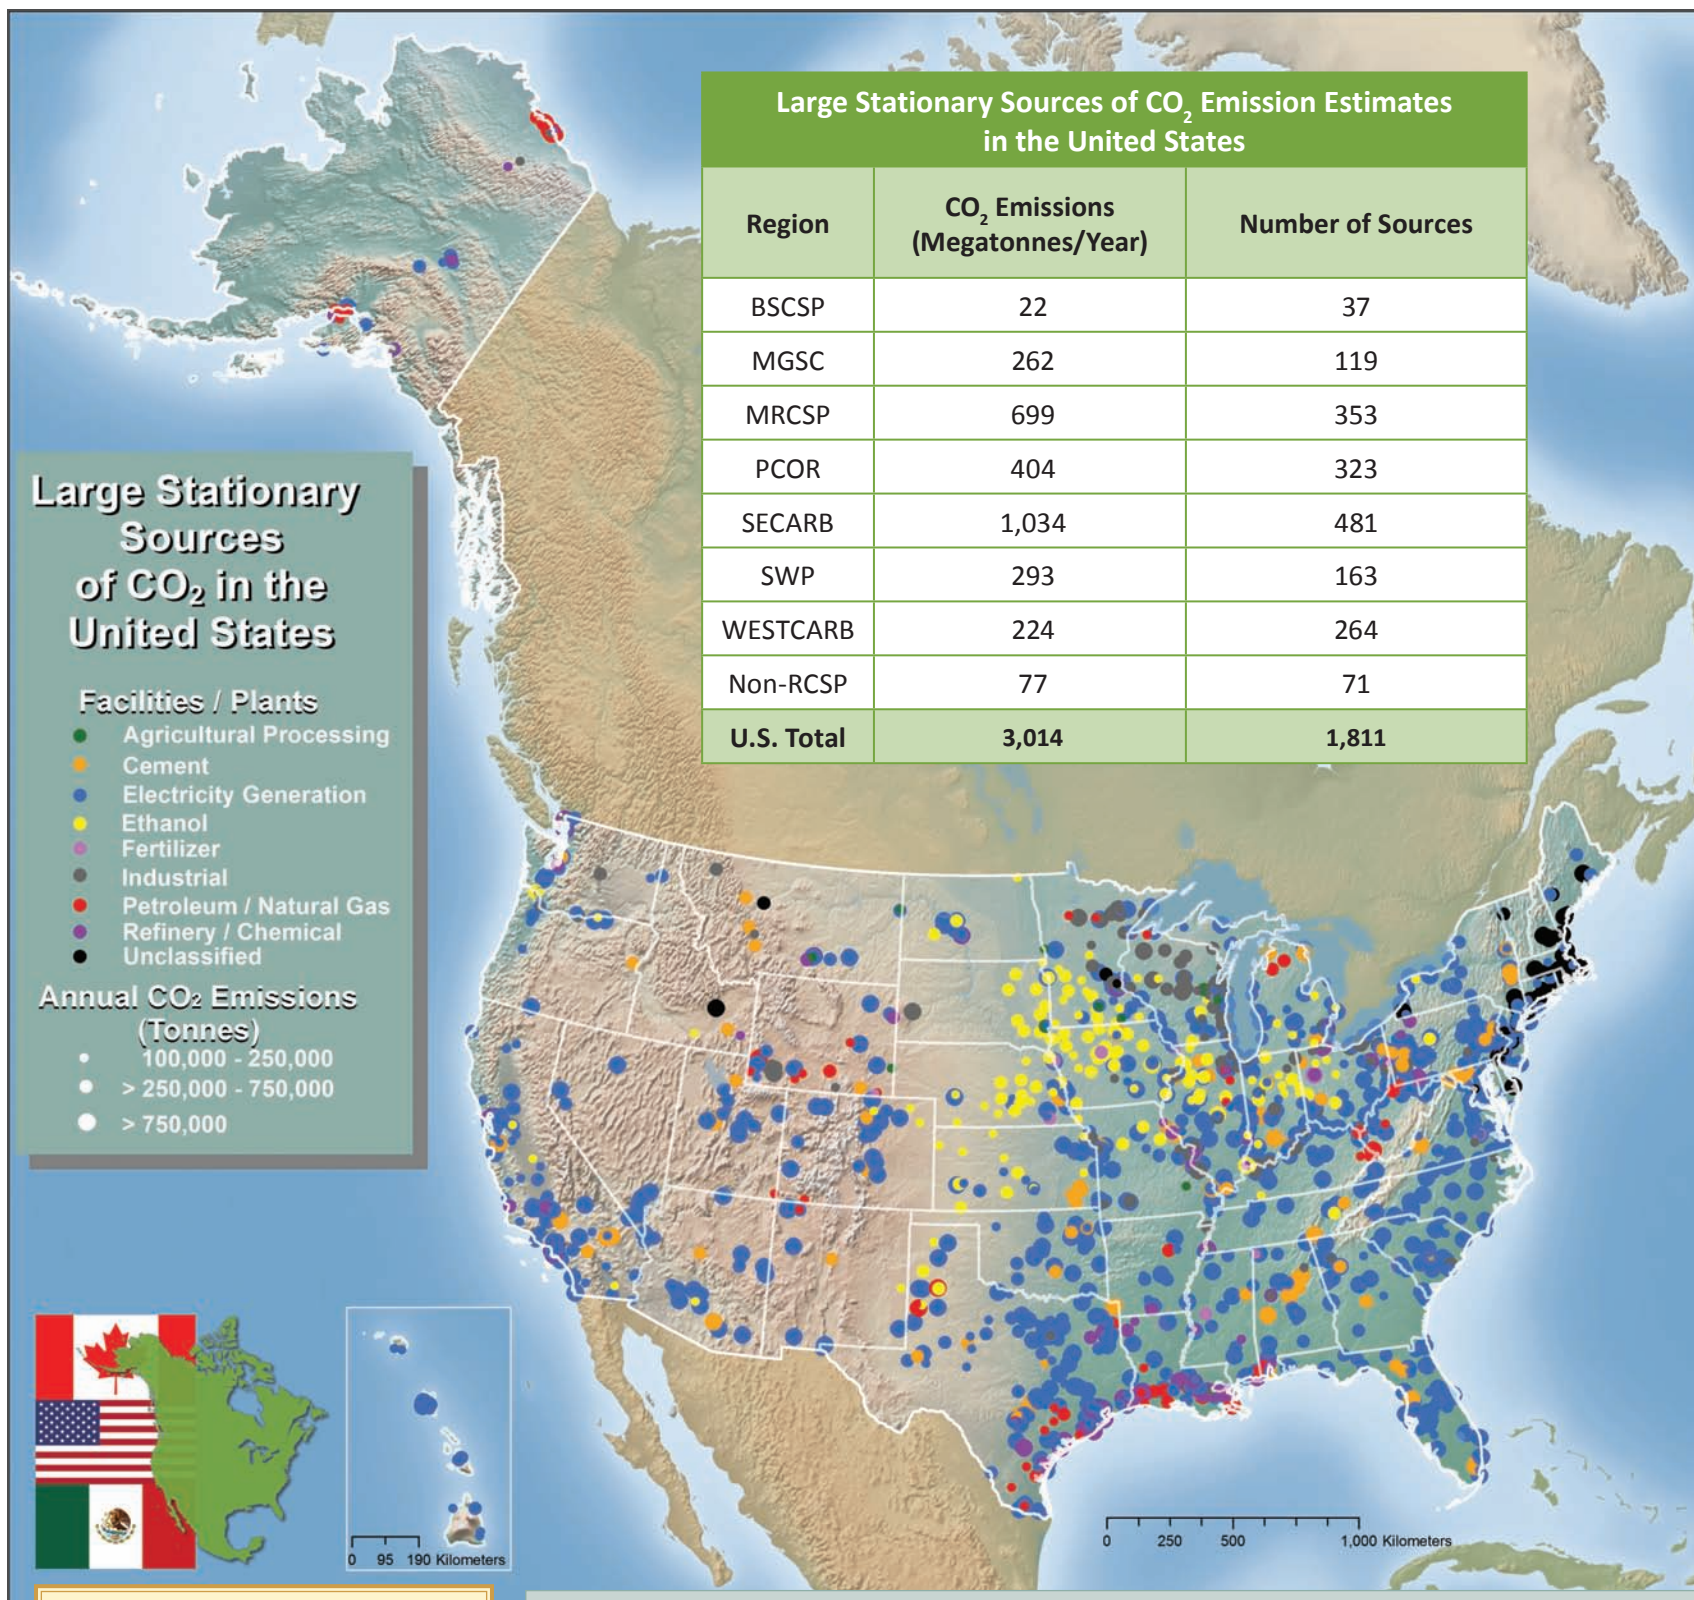 Large Stationary Sources of CO2 Emission Estimates
in the United States
Region
CO2 Emissions
(Megatonnes/Year)
Number of Sources
BSCSP 22 37
MGSC 262 119
MRCSP 699 353
PCOR 404 323
SECARB 1,034 481
SWP 293 163
WESTCARB 224 264
Non-RCSP 77 71
U.S. Total 3,014 1,811
Large Stationary
Sources
of CO2 in the
United States
Facilities / Plants
Agricultural Processing
Cement
Electricity Generation
Ethanol
Fertilizer
Industrial
Petroleum / Natural Gas
Refinery / Chemical
Unclassified
Annual CO2 Emissions
(Tonnes)
100,000 - 250,000
> 250,000 - 750,000
> 750,000
0 95 190 Kilometers
0 250 500 1,000 Kilometers